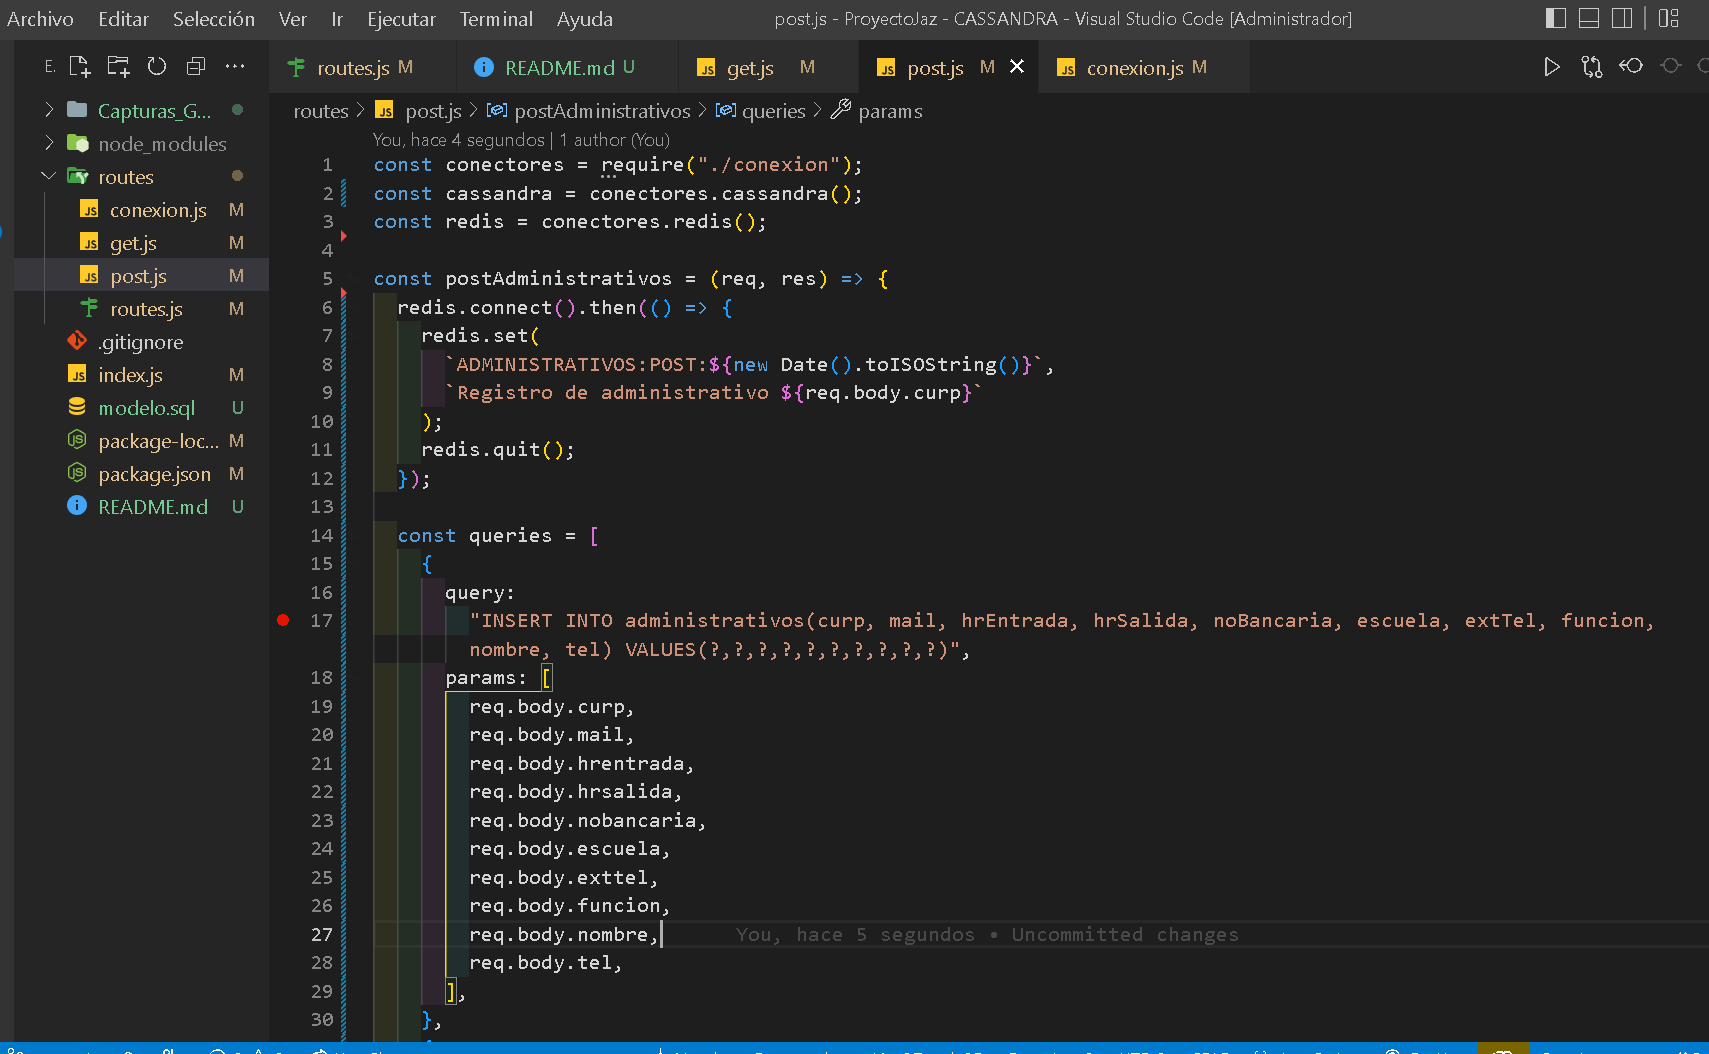 Archivo Editar Selección Ver Ir Ejecutar Terminal Ayuda post.js - ProyectoJaz - CASSANDRA - Visual Studio Code [Administrador]
E. routes.js M README.md U get.js M post.js M conexion.js M
routes > post.js > postAdministrativos > queries > params
Capturas_G...
node_modules
routes
conexion.js M
get.js M
post.js M
routes.js M
.gitignore
index.js M
modelo.sql U
package-loc... M
package.json M
README.md U
You, hace 4 segundos | 1 author (You)
1 const conectores = require("./conexion");
2 const cassandra = conectores.cassandra();
3 const redis = conectores.redis();
4
5 const postAdministrativos = (req, res) => {
6 redis.connect().then(() => {
7 redis.set(
8 `ADMINISTRATIVOS:POST:${new Date().toISOString()}`,
9 `Registro de administrativo ${req.body.curp}`
10 );
11 redis.quit();
12 });
13
14 const queries = [
15 {
16 query:
17 "INSERT INTO administrativos(curp, mail, hrEntrada, hrSalida, noBancaria, escuela, extTel, funcion,
nombre, tel) VALUES(?,?,?,?,?,?,?,?,?,?)",
18 params: [
19 req.body.curp,
20 req.body.mail,
21 req.body.hrentrada,
22 req.body.hrsalida,
23 req.body.nobancaria,
24 req.body.escuela,
25 req.body.exttel,
26 req.body.funcion,
27 req.body.nombre, You, hace 5 segundos • Uncommitted changes
28 req.body.tel,
29 ],
30 },